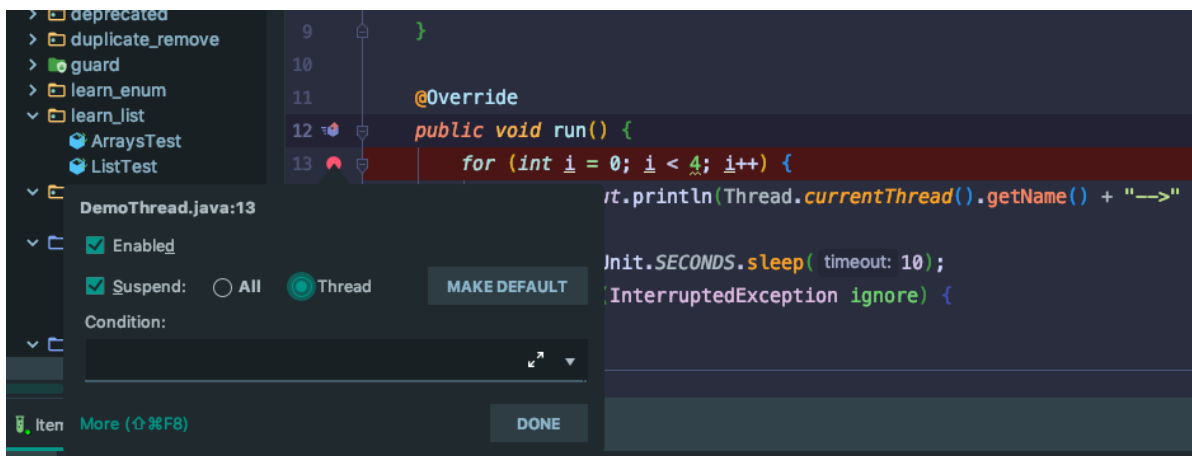 deprecated
duplicate_remove
guard
learn_enum
learn_list
ArraysTest
ListTest
9 }
10
11 @Override
12 public void run() {
13 for (int i = 0; i < 4; i++) {
ut.println(Thread.currentThread().getName() + "-->"
Unit.SECONDS.sleep( timeout: 10);
(InterruptedException ignore) {
DemoThread.java:13
Enabled
Suspend: All Thread MAKE DEFAULT
Condition:
More (⇧⌘F8) DONE
Item